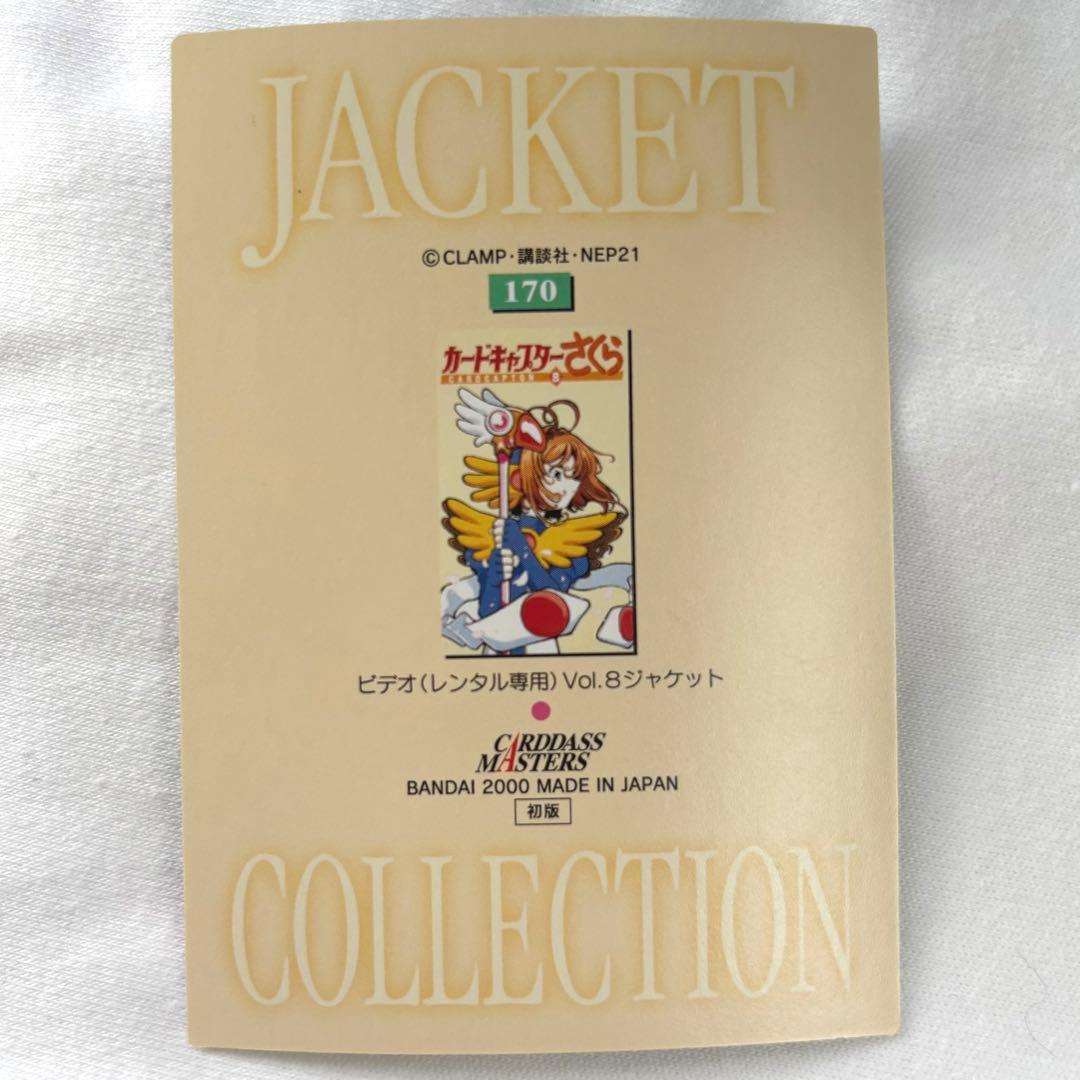 JACKET
©CLAMP・講談社・NEP21
170
カードキャプターさくら
CARDCAPTOR 8
ビデオ(レンタル専用)Vol.8ジャケット
CARDDASS
MASTERS
BANDAI 2000 MADE IN JAPAN
初版
COLLECTION